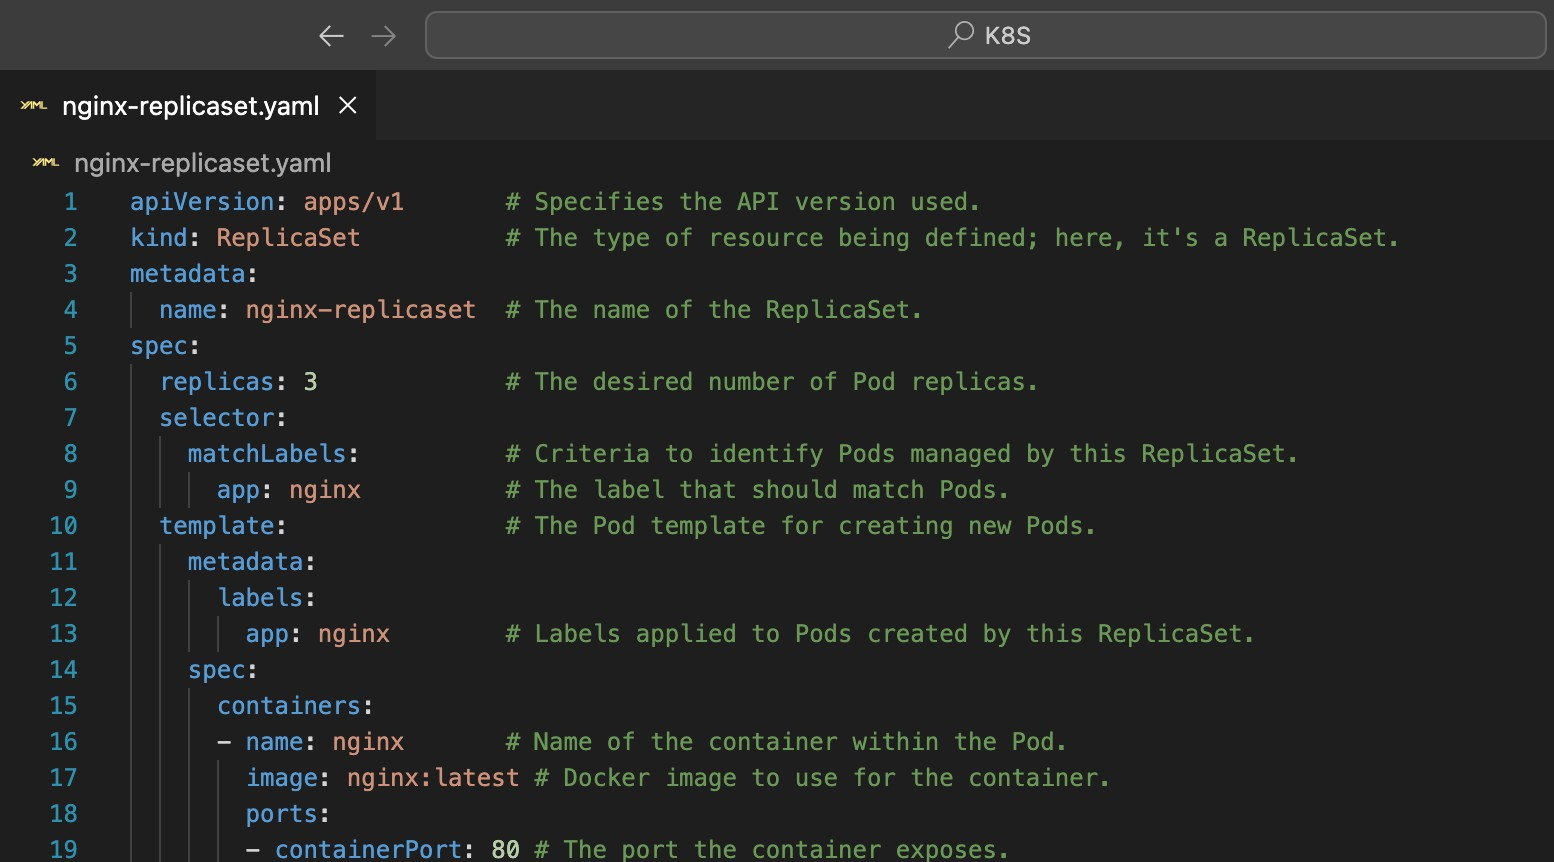 K8S
YAML nginx-replicaset.yaml ×
YAML nginx-replicaset.yaml
1 apiVersion: apps/v1 # Specifies the API version used.
2 kind: ReplicaSet # The type of resource being defined; here, it's a ReplicaSet.
3 metadata:
4 name: nginx-replicaset # The name of the ReplicaSet.
5 spec:
6 replicas: 3 # The desired number of Pod replicas.
7 selector:
8 matchLabels: # Criteria to identify Pods managed by this ReplicaSet.
9 app: nginx # The label that should match Pods.
10 template: # The Pod template for creating new Pods.
11 metadata:
12 labels:
13 app: nginx # Labels applied to Pods created by this ReplicaSet.
14 spec:
15 containers:
16 - name: nginx # Name of the container within the Pod.
17 image: nginx:latest # Docker image to use for the container.
18 ports:
19 - containerPort: 80 # The port the container exposes.